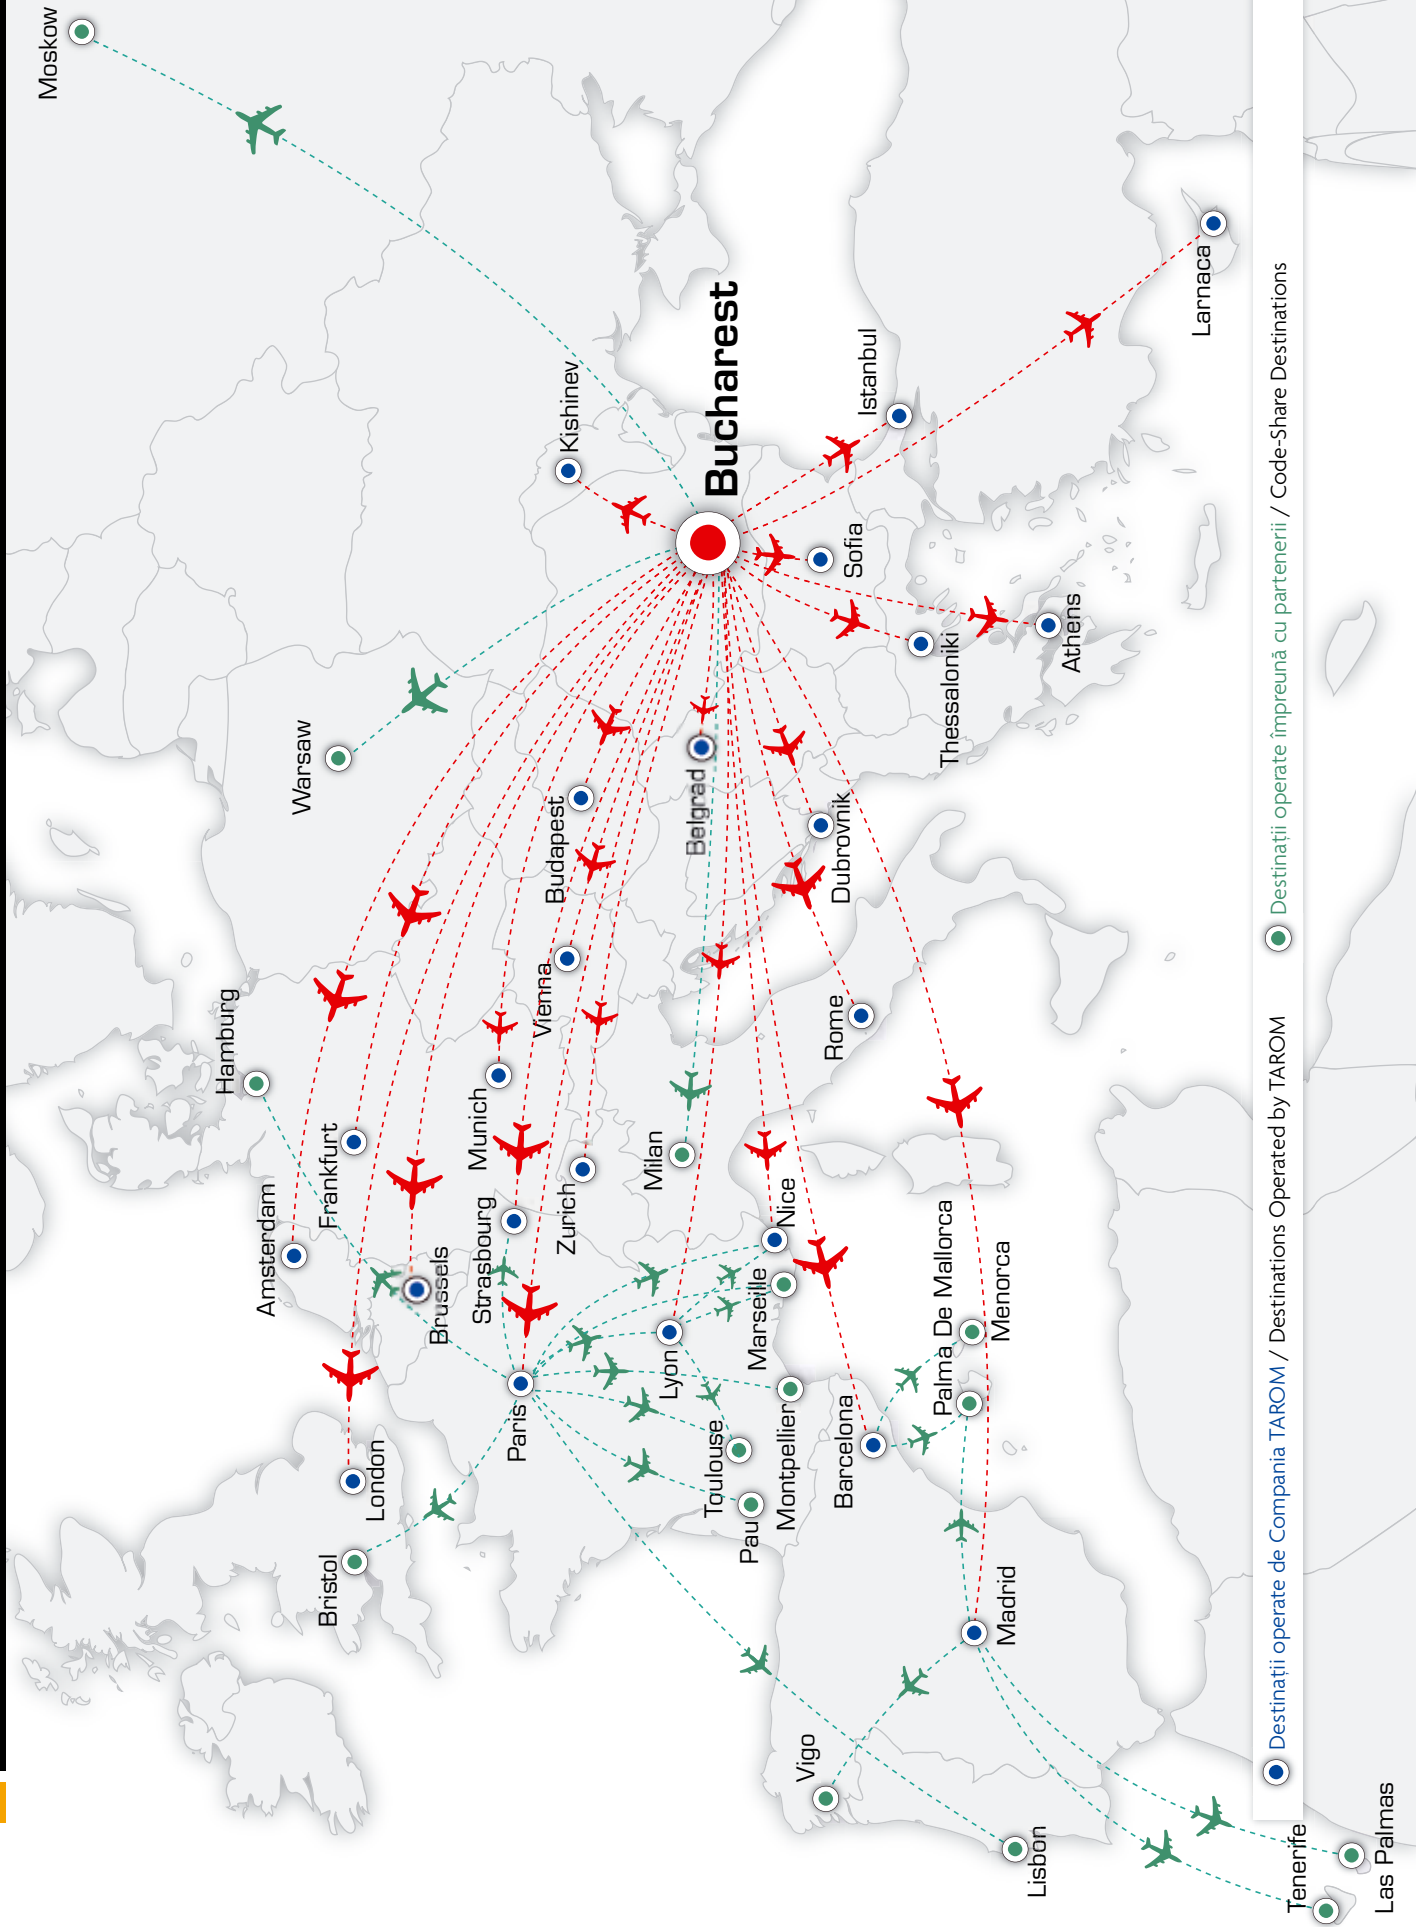 Bristol
London
Amsterdam
Hamburg
Frankfurt
Brussels
Warsaw
Moskow
Paris
Strasbourg
Munich
Zurich
Vienna
Budapest
Kishinev
Lyon
Milan
Belgrad
Bucharest
Pau
Toulouse
Montpellier
Marseille
Nice
Vigo
Barcelona
Rome
Dubrovnik
Sofia
Istanbul
Lisbon
Madrid
Palma De Mallorca
Menorca
Thessaloniki
Athens
Larnaca
Destinații operate de Compania TAROM / Destinations Operated by TAROM
Destinații operate împreună cu partenerii / Code-Share Destinations
Tenerife
Las Palmas